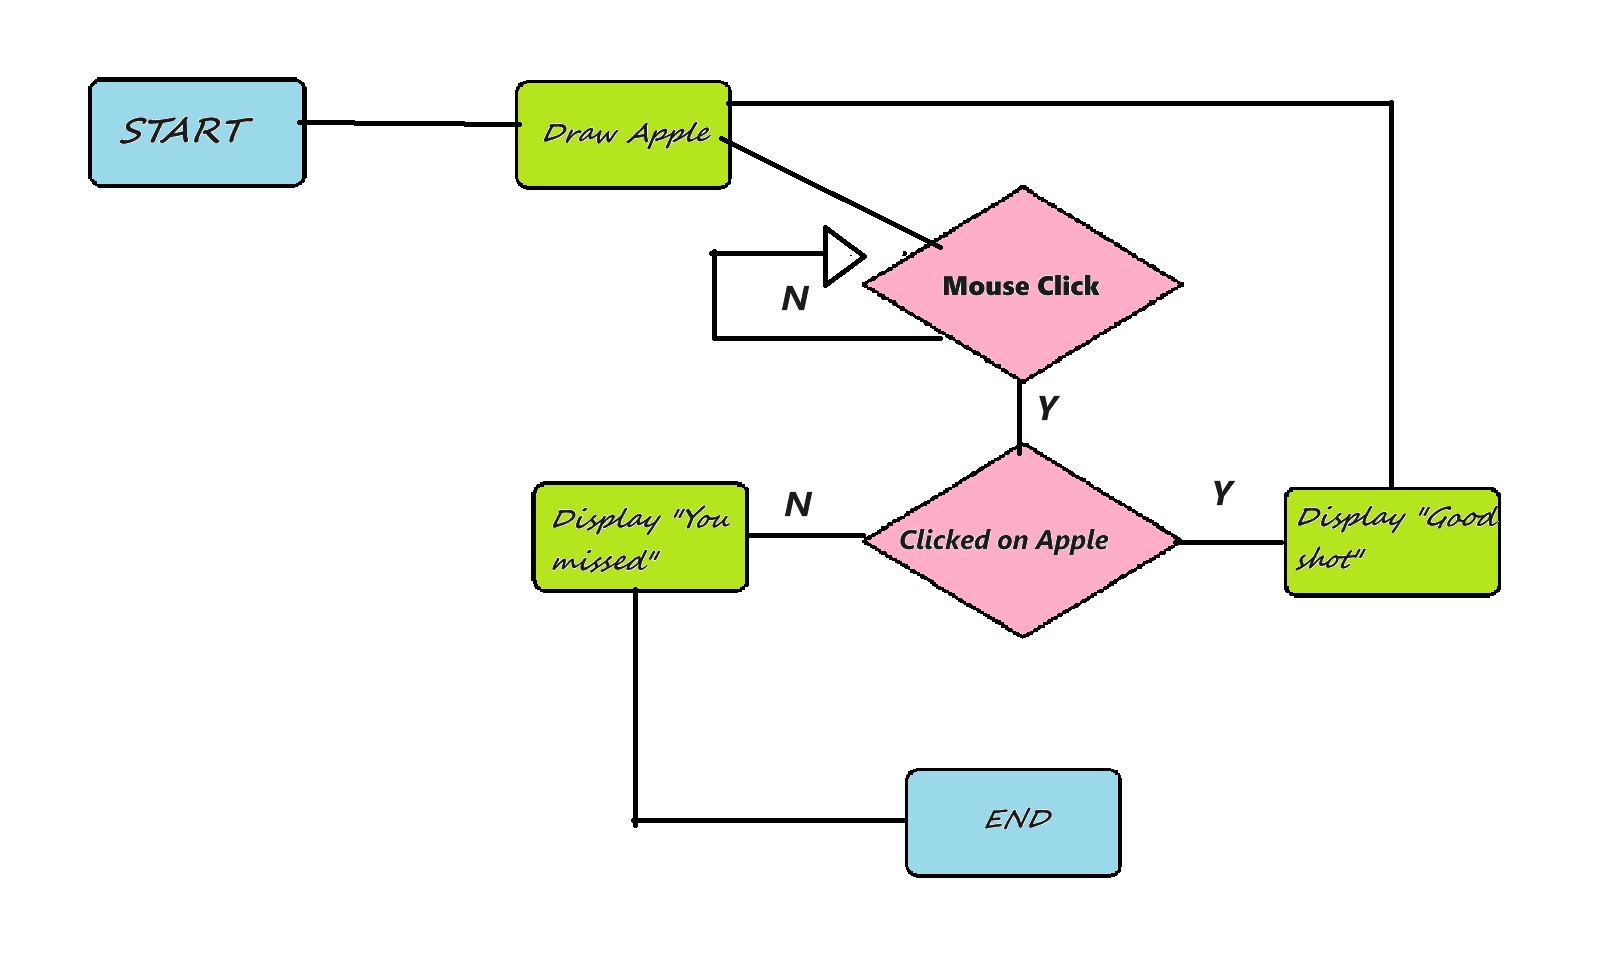 START
Draw Apple
Mouse Click
N
Y
Display "You
missed"
N
Clicked on Apple
Y
Display "Good
shot"
END